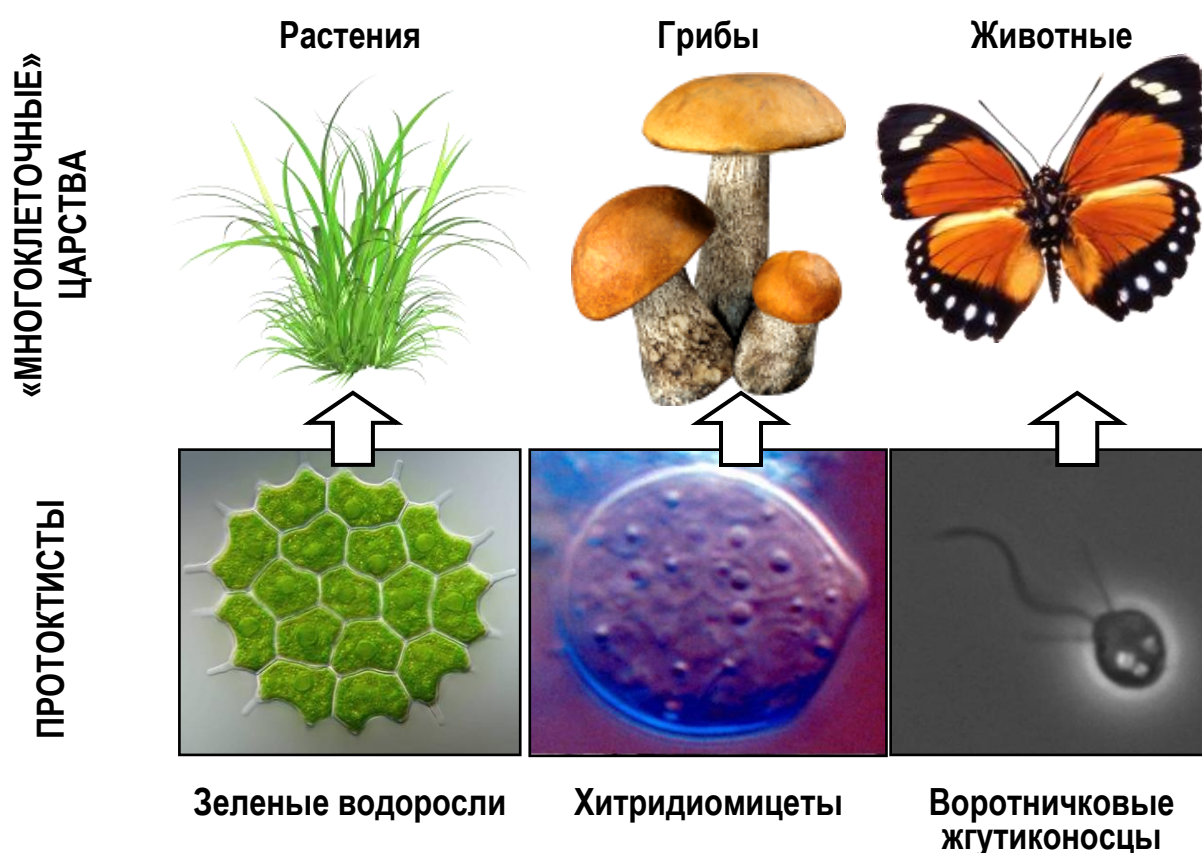 Растения
Грибы
Животные
«МНОГОКЛЕТОЧНЫЕ»
ЦАРСТВА
ПРОТОКТИСТЫ
Зеленые водоросли
Хитридиомицеты
Воротничковые
жгутиконосцы